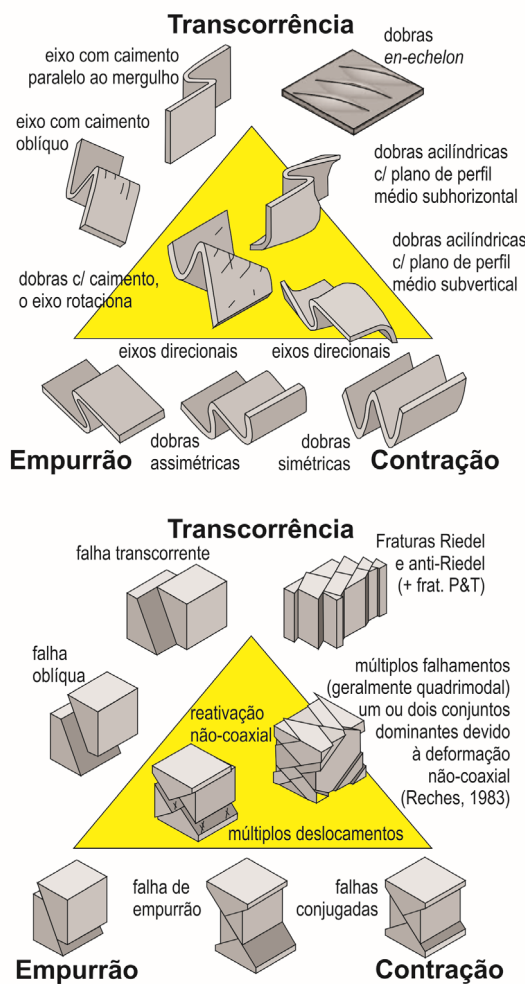 Transcorrência
eixo com caimento
paralelo ao mergulho
dobras
en-echelon
eixo com caimento
oblíquo
dobras acilíndricas
c/ plano de perfil
médio subhorizontal
dobras acilíndricas
c/ plano de perfil
médio subvertical
dobras c/ caimento,
o eixo rotaciona
eixos direcionais
eixos direcionais
dobras
assimétricas
dobras
simétricas
Empurrão
Contração
Transcorrência
falha transcorrente
Fraturas Riedel
e anti-Riedel
(+ frat. P&T)
falha
oblíqua
múltiplos falhamentos
(geralmente quadrimodal)
um ou dois conjuntos
dominantes devido
à deformação
não-coaxial
(Reches, 1983)
reativação
não-coaxial
múltiplos deslocamentos
falha de
empurrão
falhas
conjugadas
Empurrão
Contração